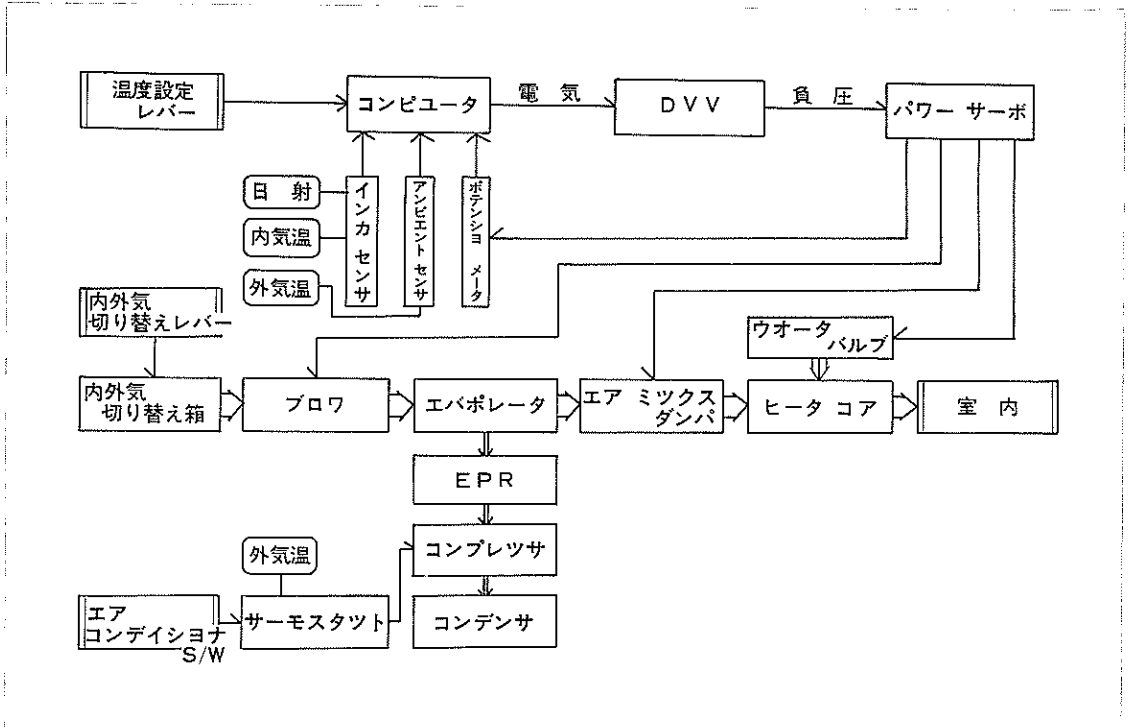 温度設定
レバー
コンピユータ
電 気
DVV
負 圧
パワー サーボ
日 射
内気温
外気温
インカ センサ
アンビエント センサ
ポテンショ メータ
内外気
切り替えレバー
ウオータ
バルブ
内外気
切り替え箱
ブロワ
エバポレータ
エア ミツクス
ダンパ
ヒータ コア
室 内
EPR
コンプレツサ
コンデンサ
外気温
サーモスタツト
エア
コンデイシヨナ
S/W